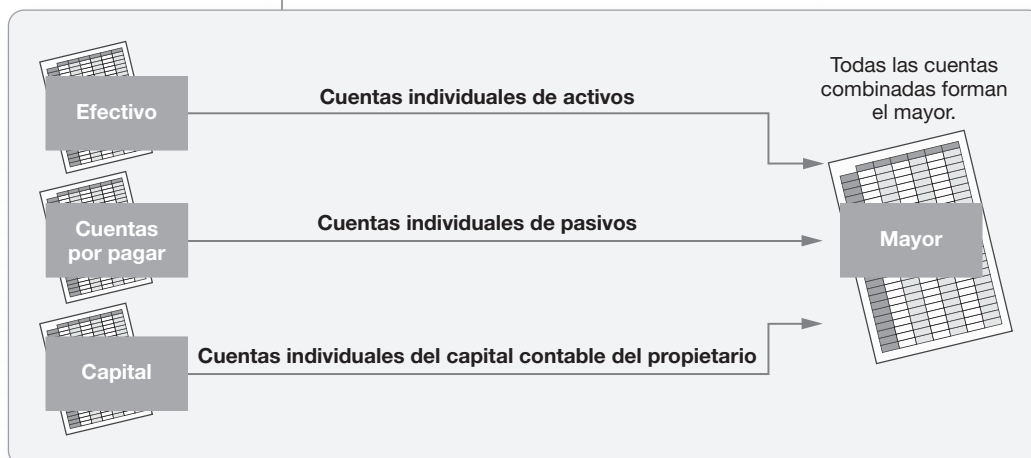 Efectivo
Cuentas individuales de activos
Todas las cuentas
combinadas forman
el mayor.
Cuentas
por pagar
Cuentas individuales de pasivos
Mayor
Capital
Cuentas individuales del capital contable del propietario